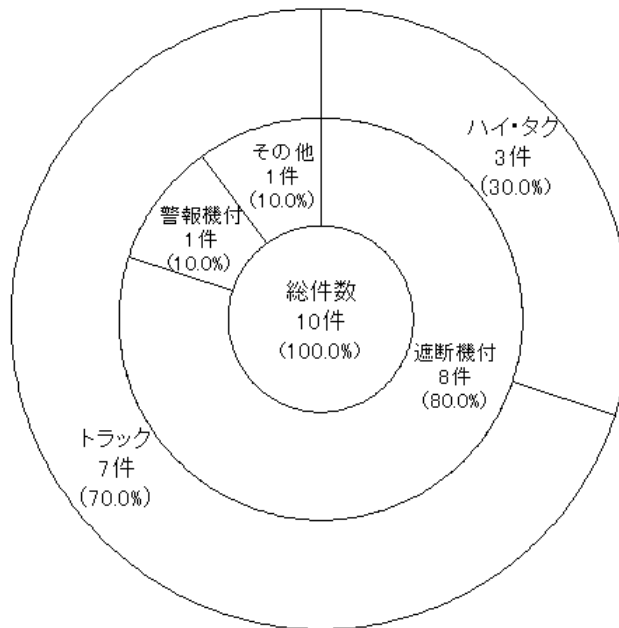 ハイ・タク
3件
(30.0%)
その他
1件
(10.0%)
警報機付
1件
(10.0%)
総件数
10件
(100.0%)
遮断機付
8件
(80.0%)
トラック
7件
(70.0%)